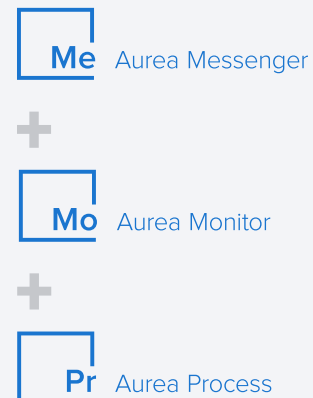 Me Aurea Messenger
+
Mo Aurea Monitor
+
Pr Aurea Process